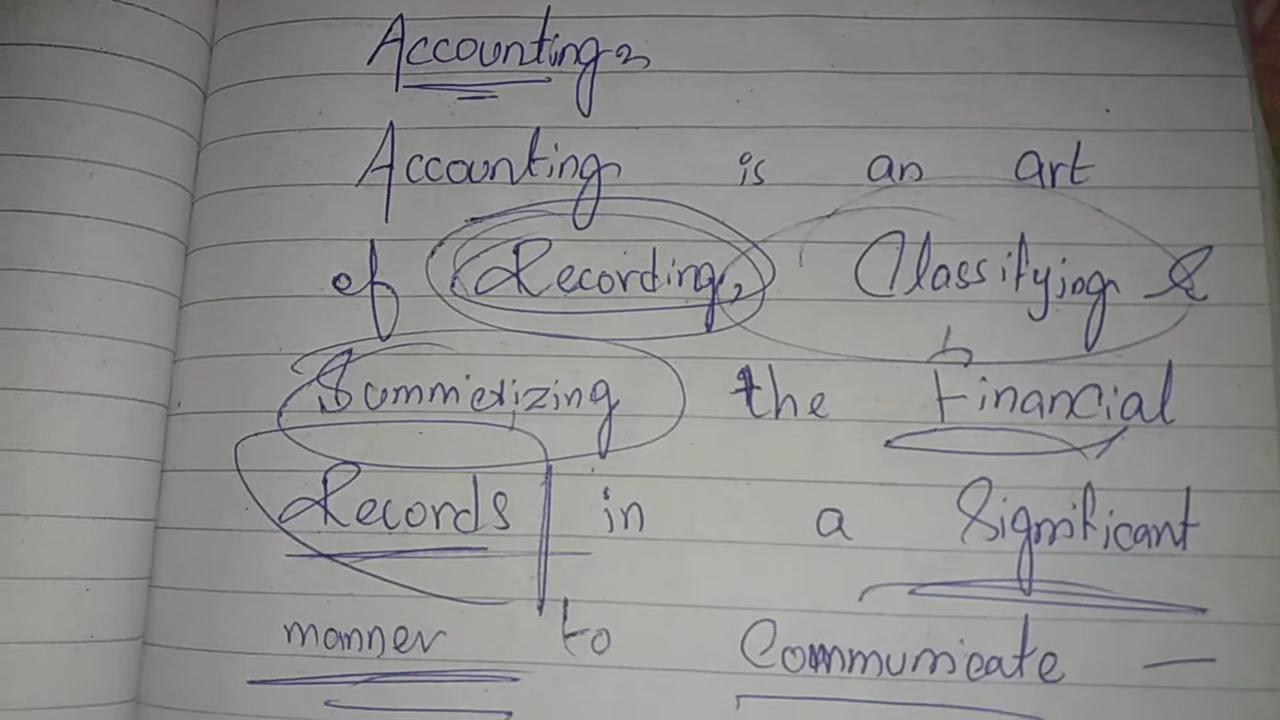 Accounting
Accounting is an art
of Recording, Classifying &
Summerizing the Financial
Records in a Significant
manner to Communicate —